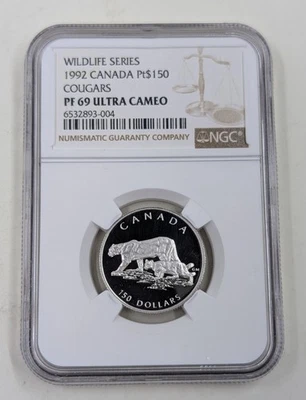 WILDLIFE SERIES
1992 CANADA Pt$150
COUGARS
PF 69 ULTRA CAMEO
6532893-004
NUMISMATIC GUARANTY COMPANY
NGC
CANADA
150 DOLLARS